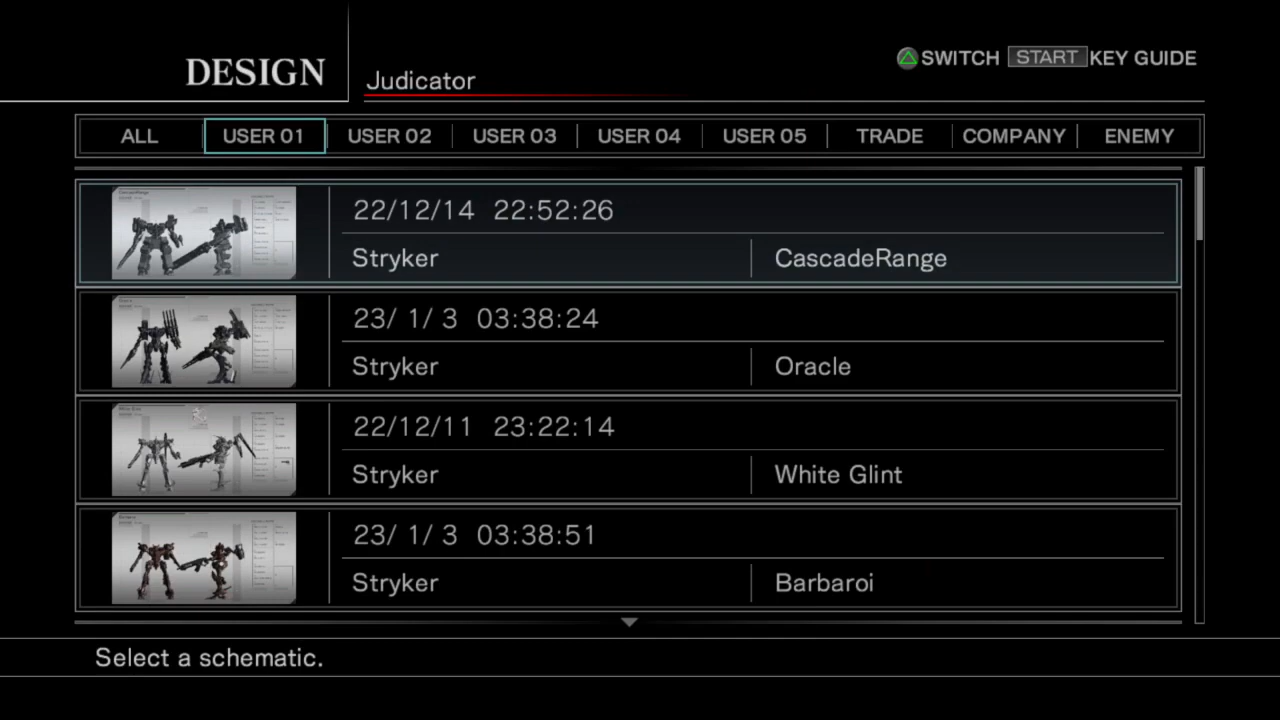 DESIGN
Judicator
SWITCH START KEY GUIDE
ALL USER 01 USER 02 USER 03 USER 04 USER 05 TRADE COMPANY ENEMY
22/12/14 22:52:26
Stryker CascadeRange
23/ 1/ 3 03:38:24
Stryker Oracle
22/12/11 23:22:14
Stryker White Glint
23/ 1/ 3 03:38:51
Stryker Barbaroi
Select a schematic.